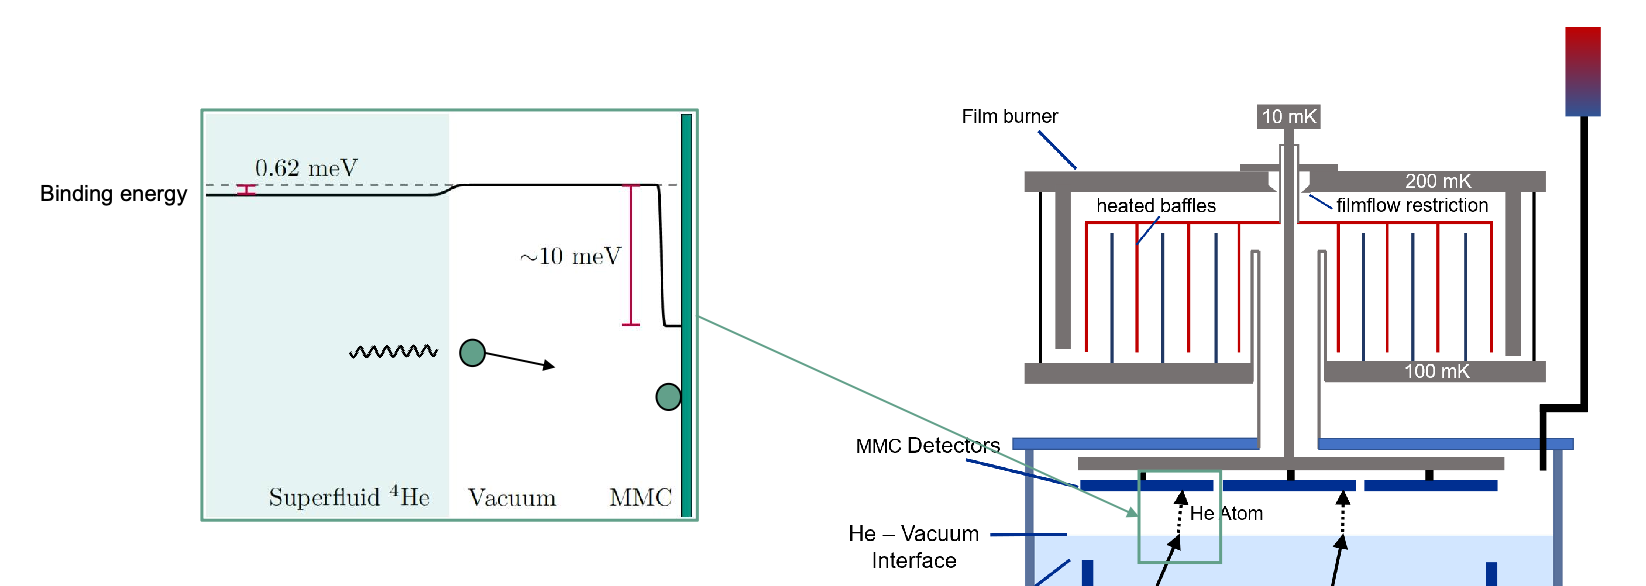 Binding energy
0.62 meV
~10 meV
Superfluid ⁴He
Vacuum
MMC
Film burner
10 mK
200 mK
heated baffles
filmflow restriction
100 mK
MMC Detectors
He Atom
He – Vacuum
Interface